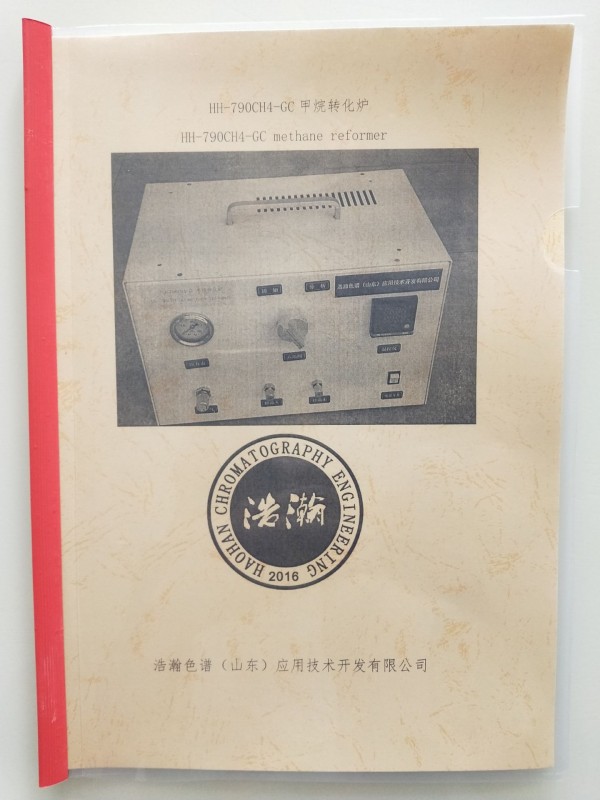 HH-790CH4-GC 甲烷转化炉
HH-790CH4-GC methane reformer
浩瀚色谱（山东）应用技术开发有限公司
HAOHAN CHROMATOGRAPHY ENGINEERING
浩瀚
2016
浩瀚色谱（山东）应用技术开发有限公司